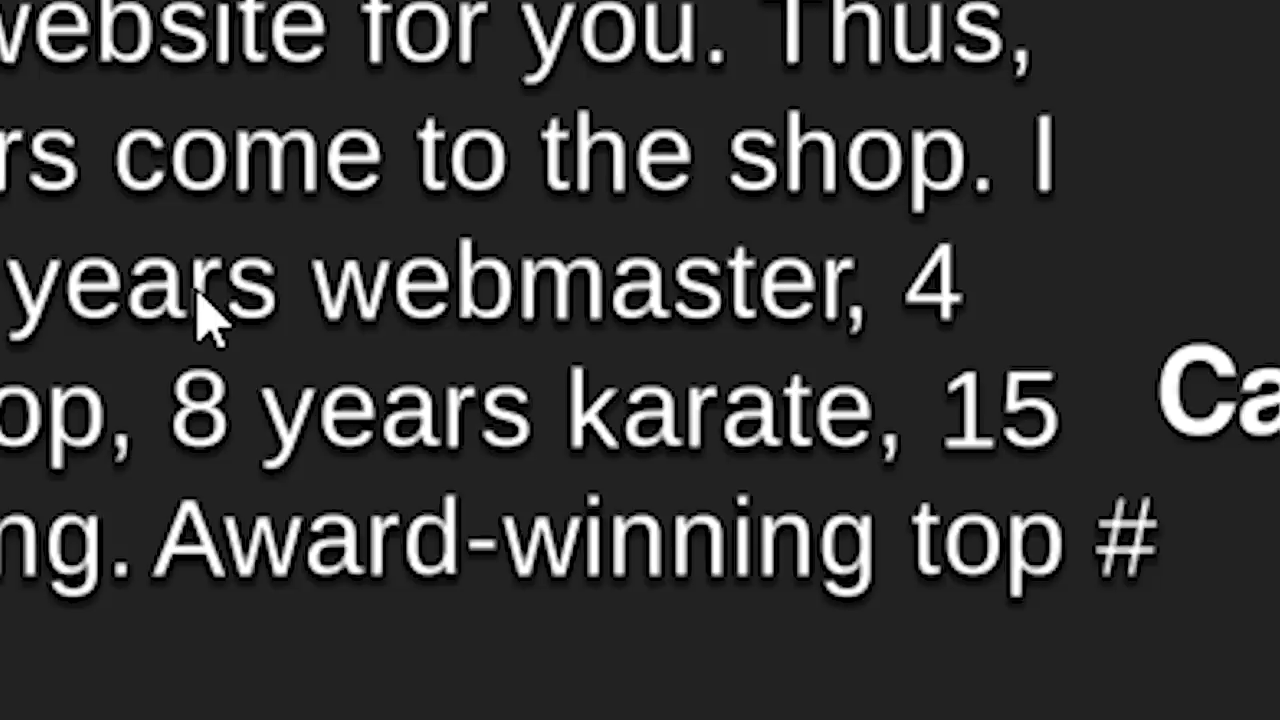 website for you. Thus,
rs come to the shop. I
years webmaster, 4
op, 8 years karate, 15
Ca
ng. Award-winning top #